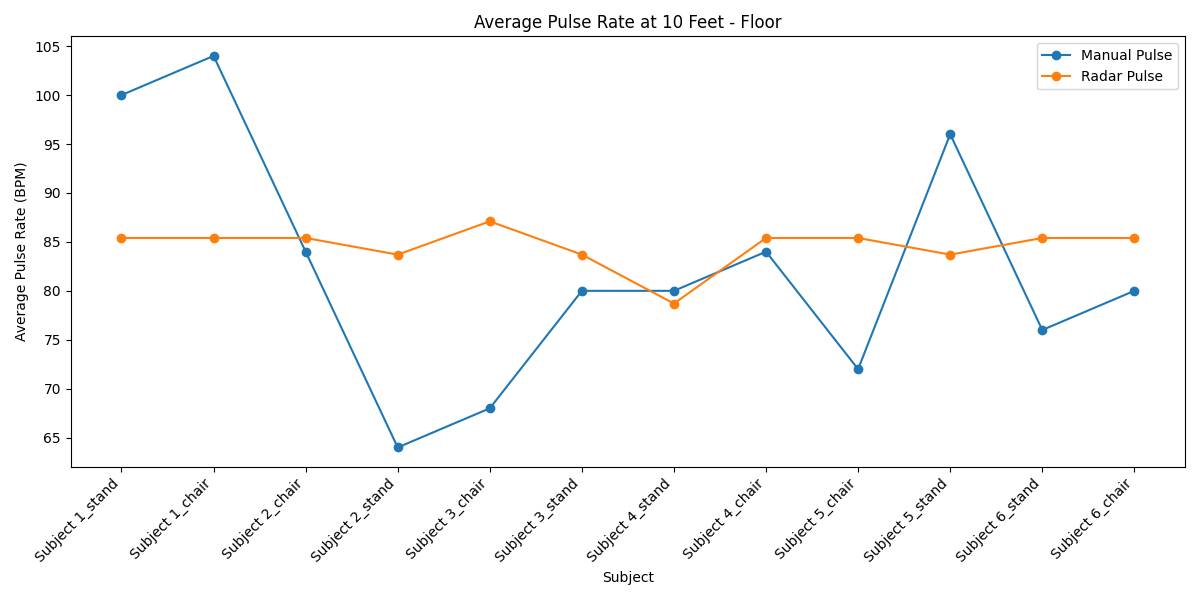 Average Pulse Rate at 10 Feet - Floor
Manual Pulse
Radar Pulse
Average Pulse Rate (BPM)
105
100
95
90
85
80
75
70
65
Subject 1_stand
Subject 1_chair
Subject 2_chair
Subject 2_stand
Subject 3_chair
Subject 3_stand
Subject 4_stand
Subject 4_chair
Subject 5_chair
Subject 5_stand
Subject 6_stand
Subject 6_chair
Subject